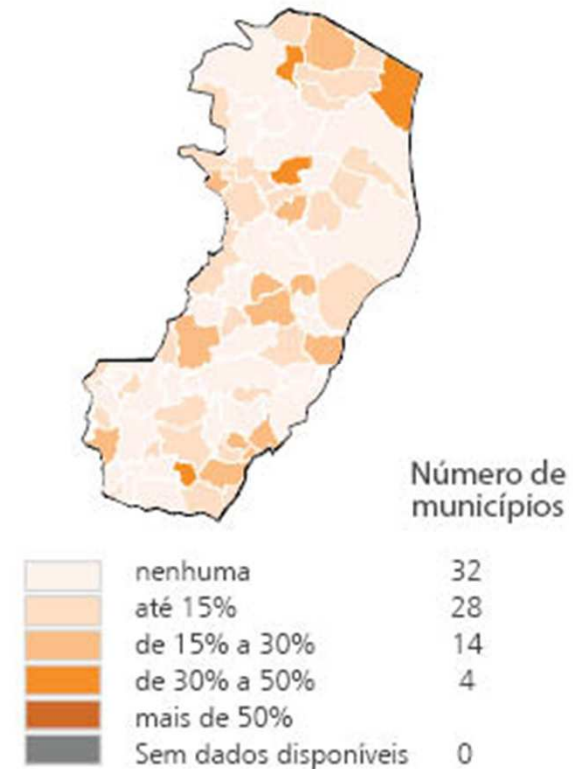 Número de
municípios
nenhuma 32
até 15% 28
de 15% a 30% 14
de 30% a 50% 4
mais de 50%
Sem dados disponíveis 0